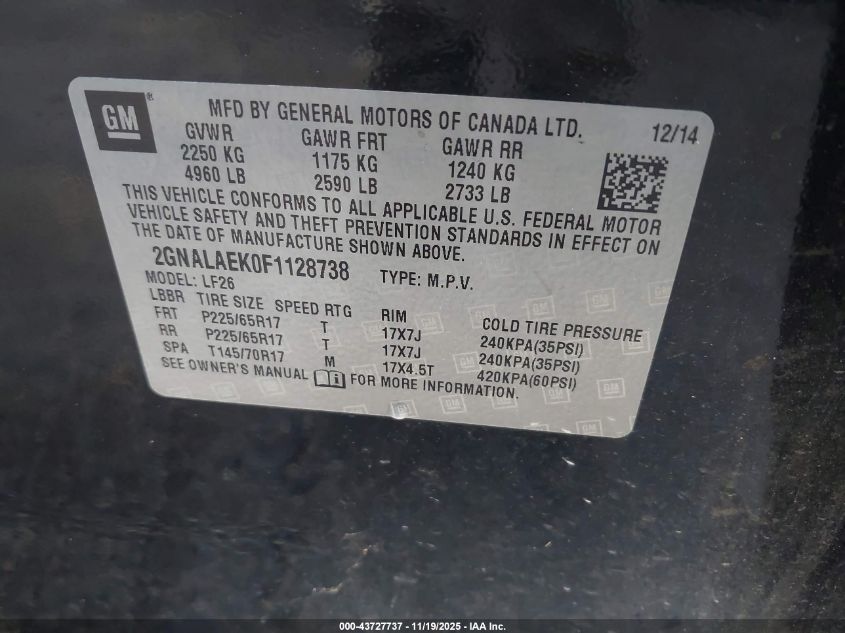 GM ®
MFD BY GENERAL MOTORS OF CANADA LTD. 12/14
GVWR GAWR FRT GAWR RR
2250 KG 1175 KG 1240 KG
4960 LB 2590 LB 2733 LB
THIS VEHICLE CONFORMS TO ALL APPLICABLE U.S. FEDERAL MOTOR
VEHICLE SAFETY AND THEFT PREVENTION STANDARDS IN EFFECT ON
THE DATE OF MANUFACTURE SHOWN ABOVE.
2GNALAEK0F1128738 TYPE: M.P.V.
MODEL: LF26
LBBR TIRE SIZE SPEED RTG RIM COLD TIRE PRESSURE
FRT P225/65R17 T 17X7J 240KPA(35PSI)
RR P225/65R17 T 17X7J 240KPA(35PSI)
SPA T145/70R17 M 17X4.5T 420KPA(60PSI)
SEE OWNER'S MANUAL FOR MORE INFORMATION.
000-43727737 - 11/19/2025 - IAA Inc.